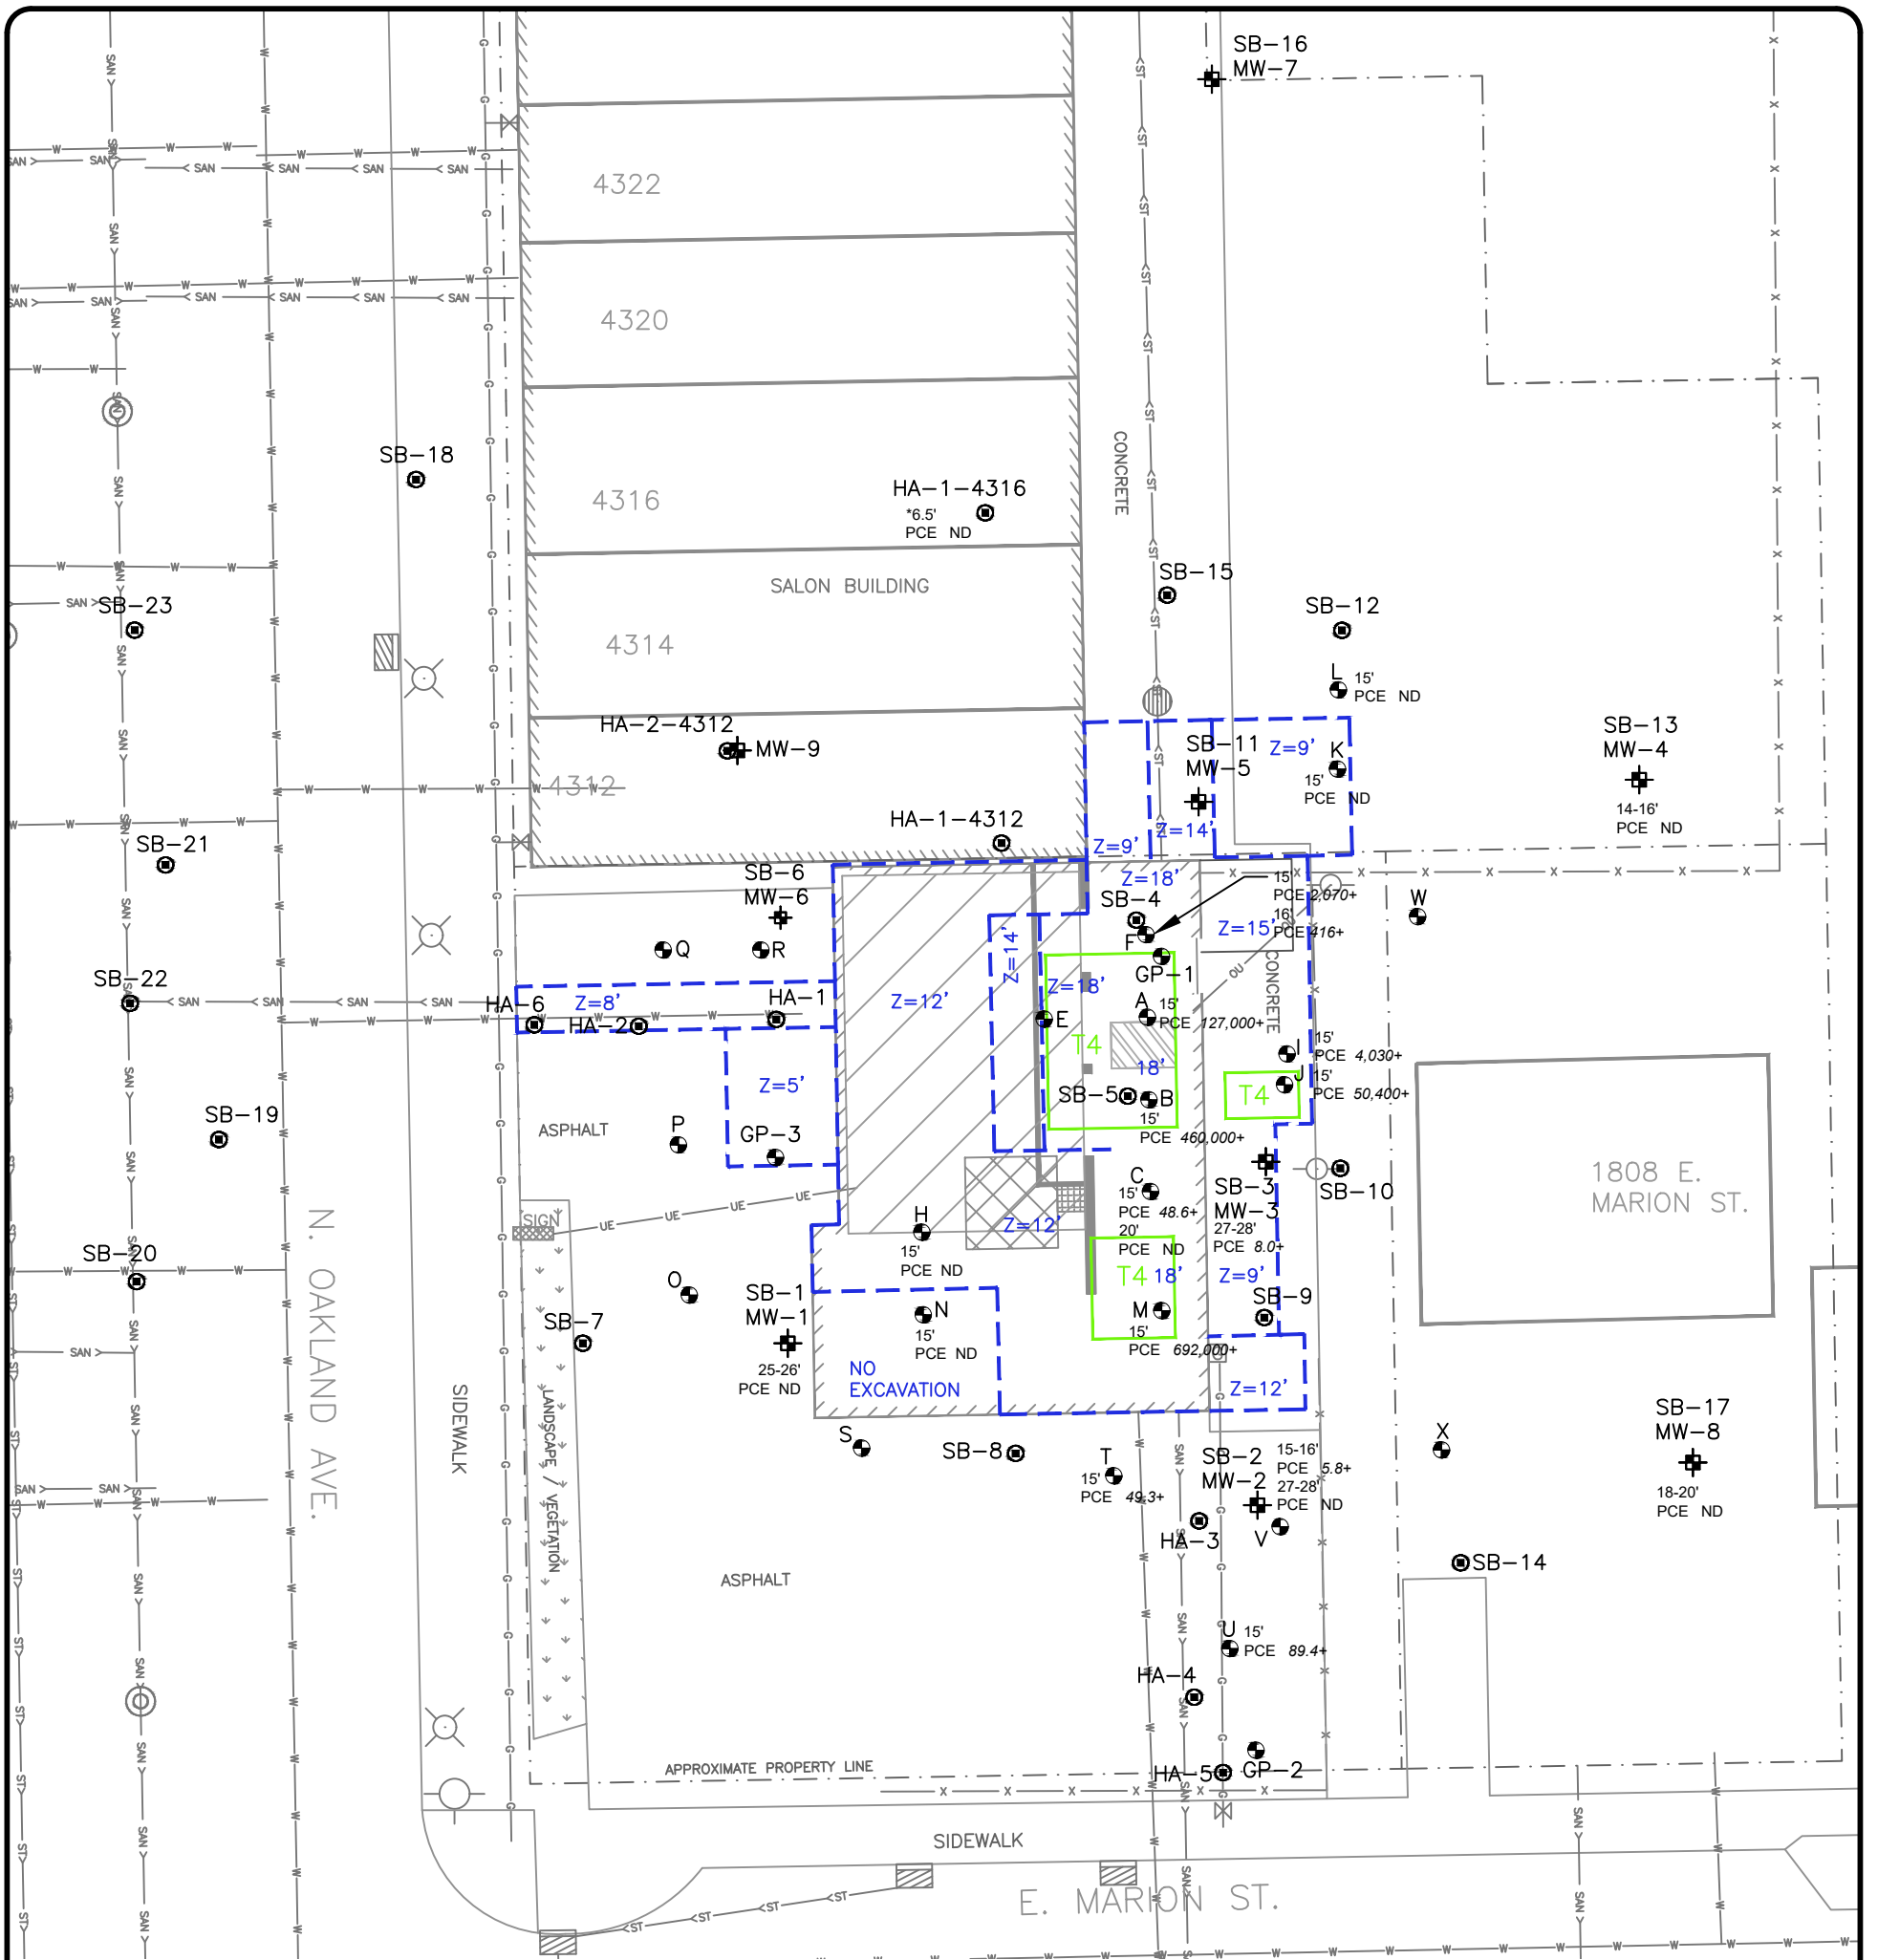 SB-16
MW-7
4322
4320
SB-18
4316
HA-1-4316
*6.5'
PCE ND
CONCRETE
SALON BUILDING
SB-15
SB-12
SB-23
4314
L 15'
PCE ND
HA-2-4312
MW-9
SB-11
MW-5
Z=9'
K
15'
PCE ND
SB-13
MW-4
14-16'
PCE ND
4312
HA-1-4312
Z=9'
Z=14'
SB-21
SB-6
MW-6
Z=18'
SB-4
15'
PCE 2,070+
16'
PCE 416+
W
Z=15'
F
Q
R
Z=14'
GP-1
CONCRETE
SB-22
HA-6
Z=8'
HA-2
HA-1
Z=12'
Z=18'
E
A 15'
PCE 127,000+
OU
T4
I 15'
PCE 4,030+
J 15'
PCE 50,400+
T4
Z=5'
18'
SB-5
B
15'
PCE 460,000+
SB-19
ASPHALT
P
GP-3
C
15'
PCE 48.6+
20'
PCE ND
SB-3
MW-3
27-28'
PCE 8.0+
SB-10
1808 E.
MARION ST.
UE UE UE UE
SIGN
H
15'
PCE ND
Z=12'
SB-20
N. OAKLAND AVE.
O
SB-1
MW-1
25-26'
PCE ND
SB-7
N
15'
PCE ND
T4
18'
M
15'
PCE 692,000+
Z=9'
SB-9
NO
EXCAVATION
Z=12'
SIDEWALK
LANDSCAPE / VEGETATION
S
SB-8
T
15'
PCE 49.3+
SB-2
MW-2
15-16'
PCE 5.8+
27-28'
PCE ND
X
SB-17
MW-8
18-20'
PCE ND
HA-3
V
SB-14
ASPHALT
U 15'
PCE 89.4+
HA-4
APPROXIMATE PROPERTY LINE
HA-5
GP-2
SIDEWALK
E. MARION ST.
<ST <ST <ST <ST